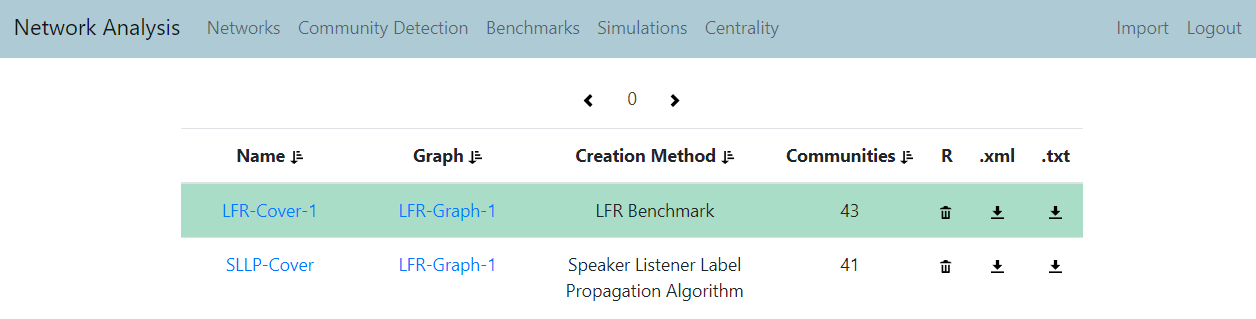 Network Analysis Networks Community Detection Benchmarks Simulations Centrality Import Logout
0
Name Graph Creation Method Communities R .xml .txt
LFR-Cover-1 LFR-Graph-1 LFR Benchmark 43
SLLP-Cover LFR-Graph-1 Speaker Listener Label 41
Propagation Algorithm